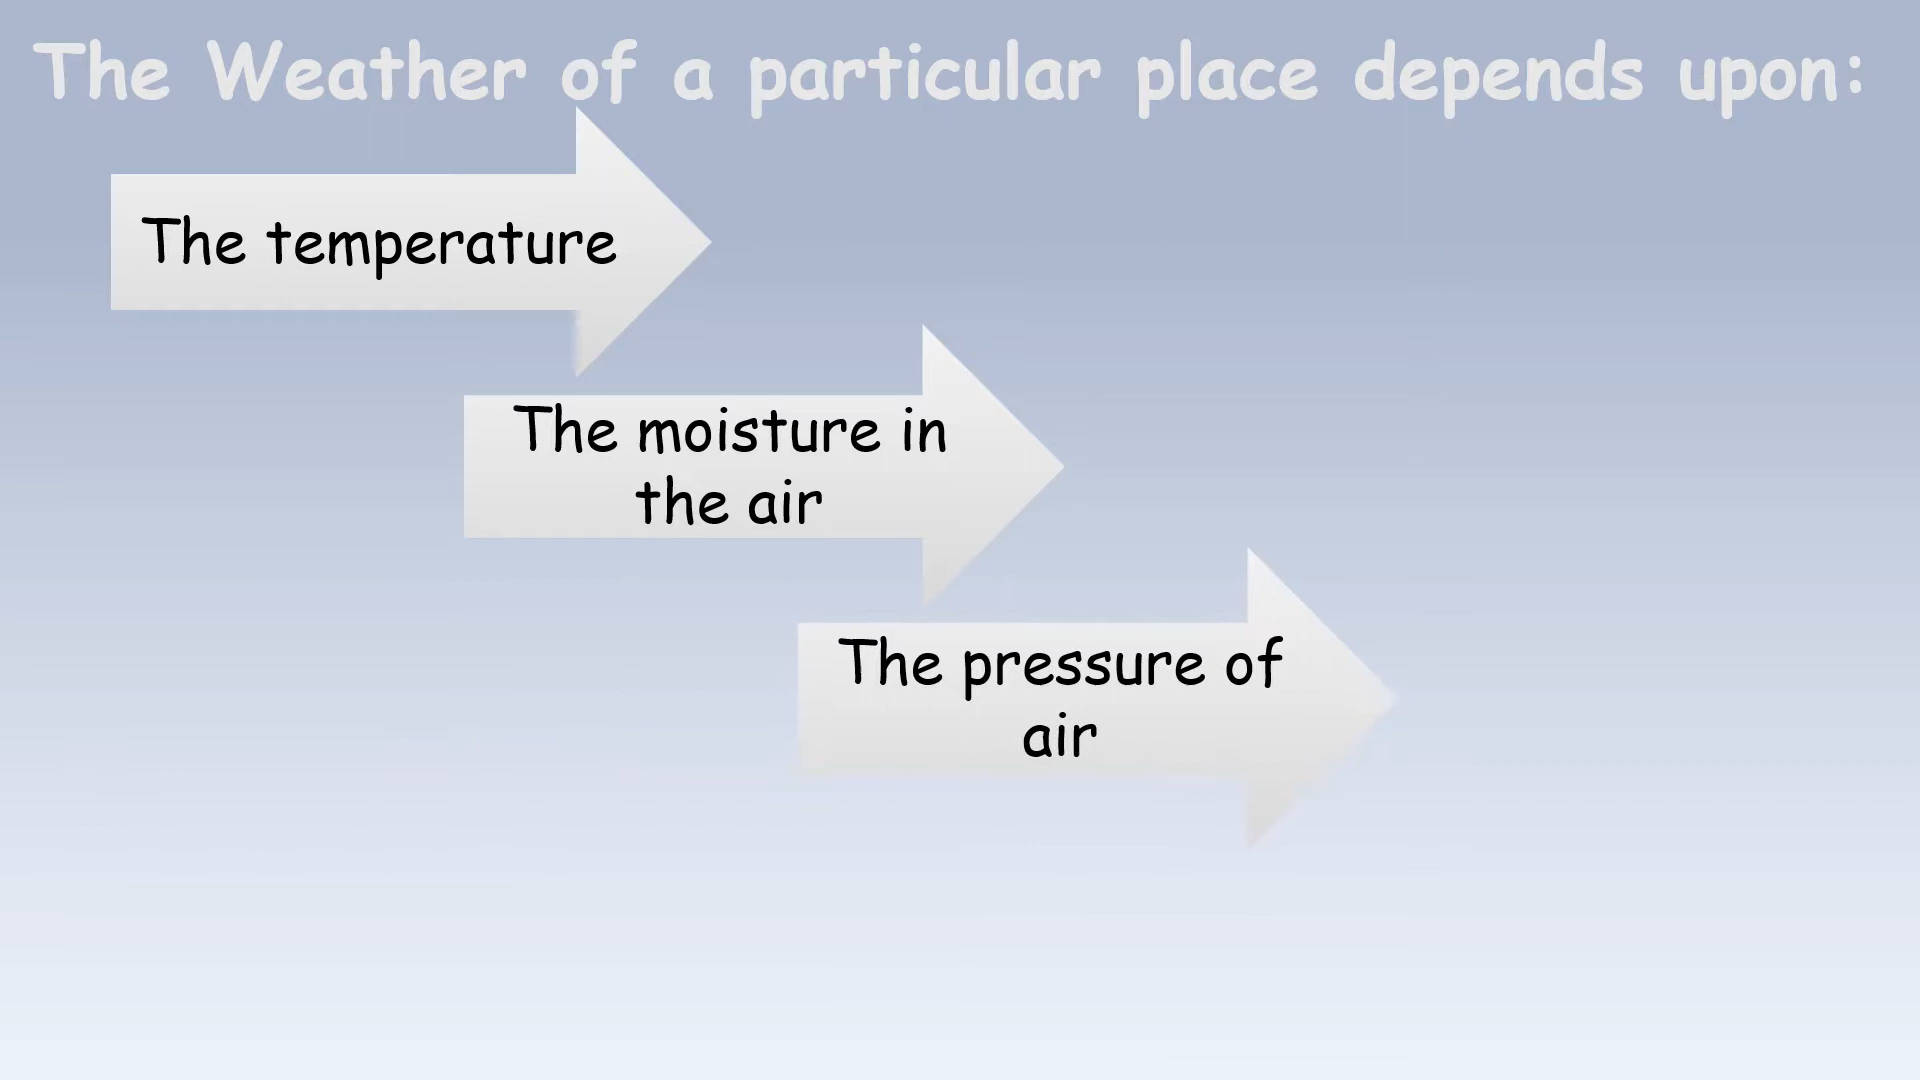 The Weather of a particular place depends upon:
The temperature
The moisture in
the air
The pressure of
air